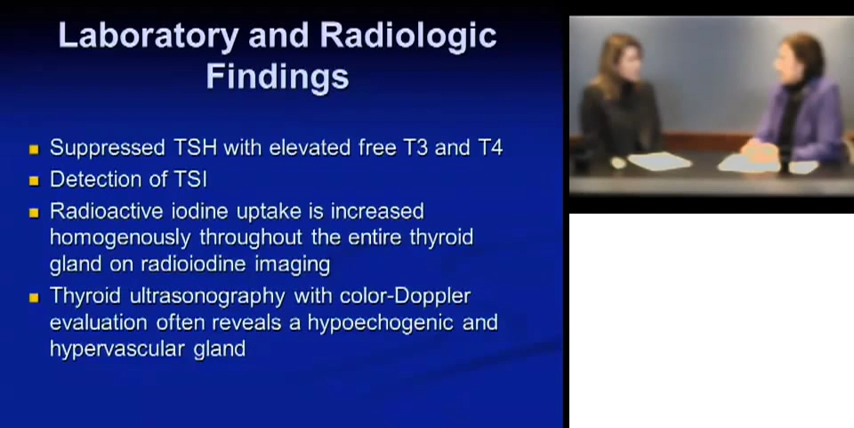 Laboratory and Radiologic
Findings
Suppressed TSH with elevated free T3 and T4
Detection of TSI
Radioactive iodine uptake is increased
homogenously throughout the entire thyroid
gland on radioiodine imaging
Thyroid ultrasonography with color-Doppler
evaluation often reveals a hypoechogenic and
hypervascular gland